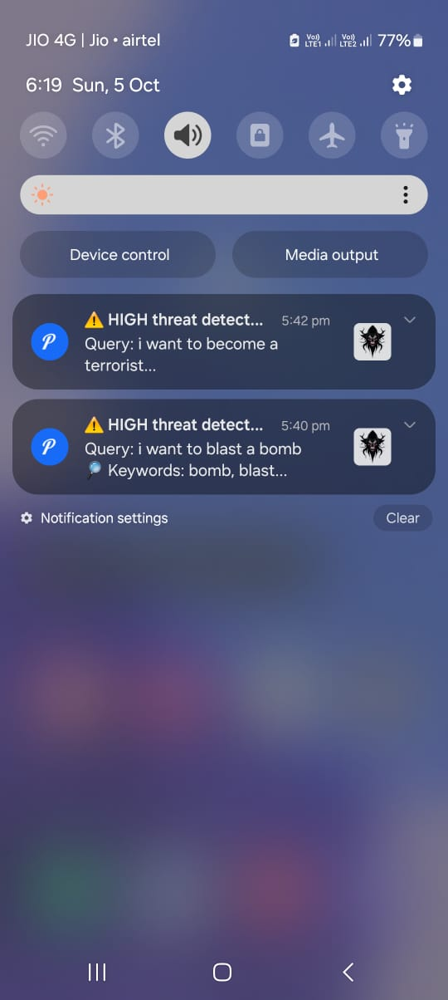 JIO 4G | Jio • airtel Vo) LTE1 Vo) LTE2 77%
6:19 Sun, 5 Oct
Device control Media output
⚠️ HIGH threat detect... 5:42 pm
Query: i want to become a
terrorist...
⚠️ HIGH threat detect... 5:40 pm
Query: i want to blast a bomb
🔎 Keywords: bomb, blast...
Notification settings Clear